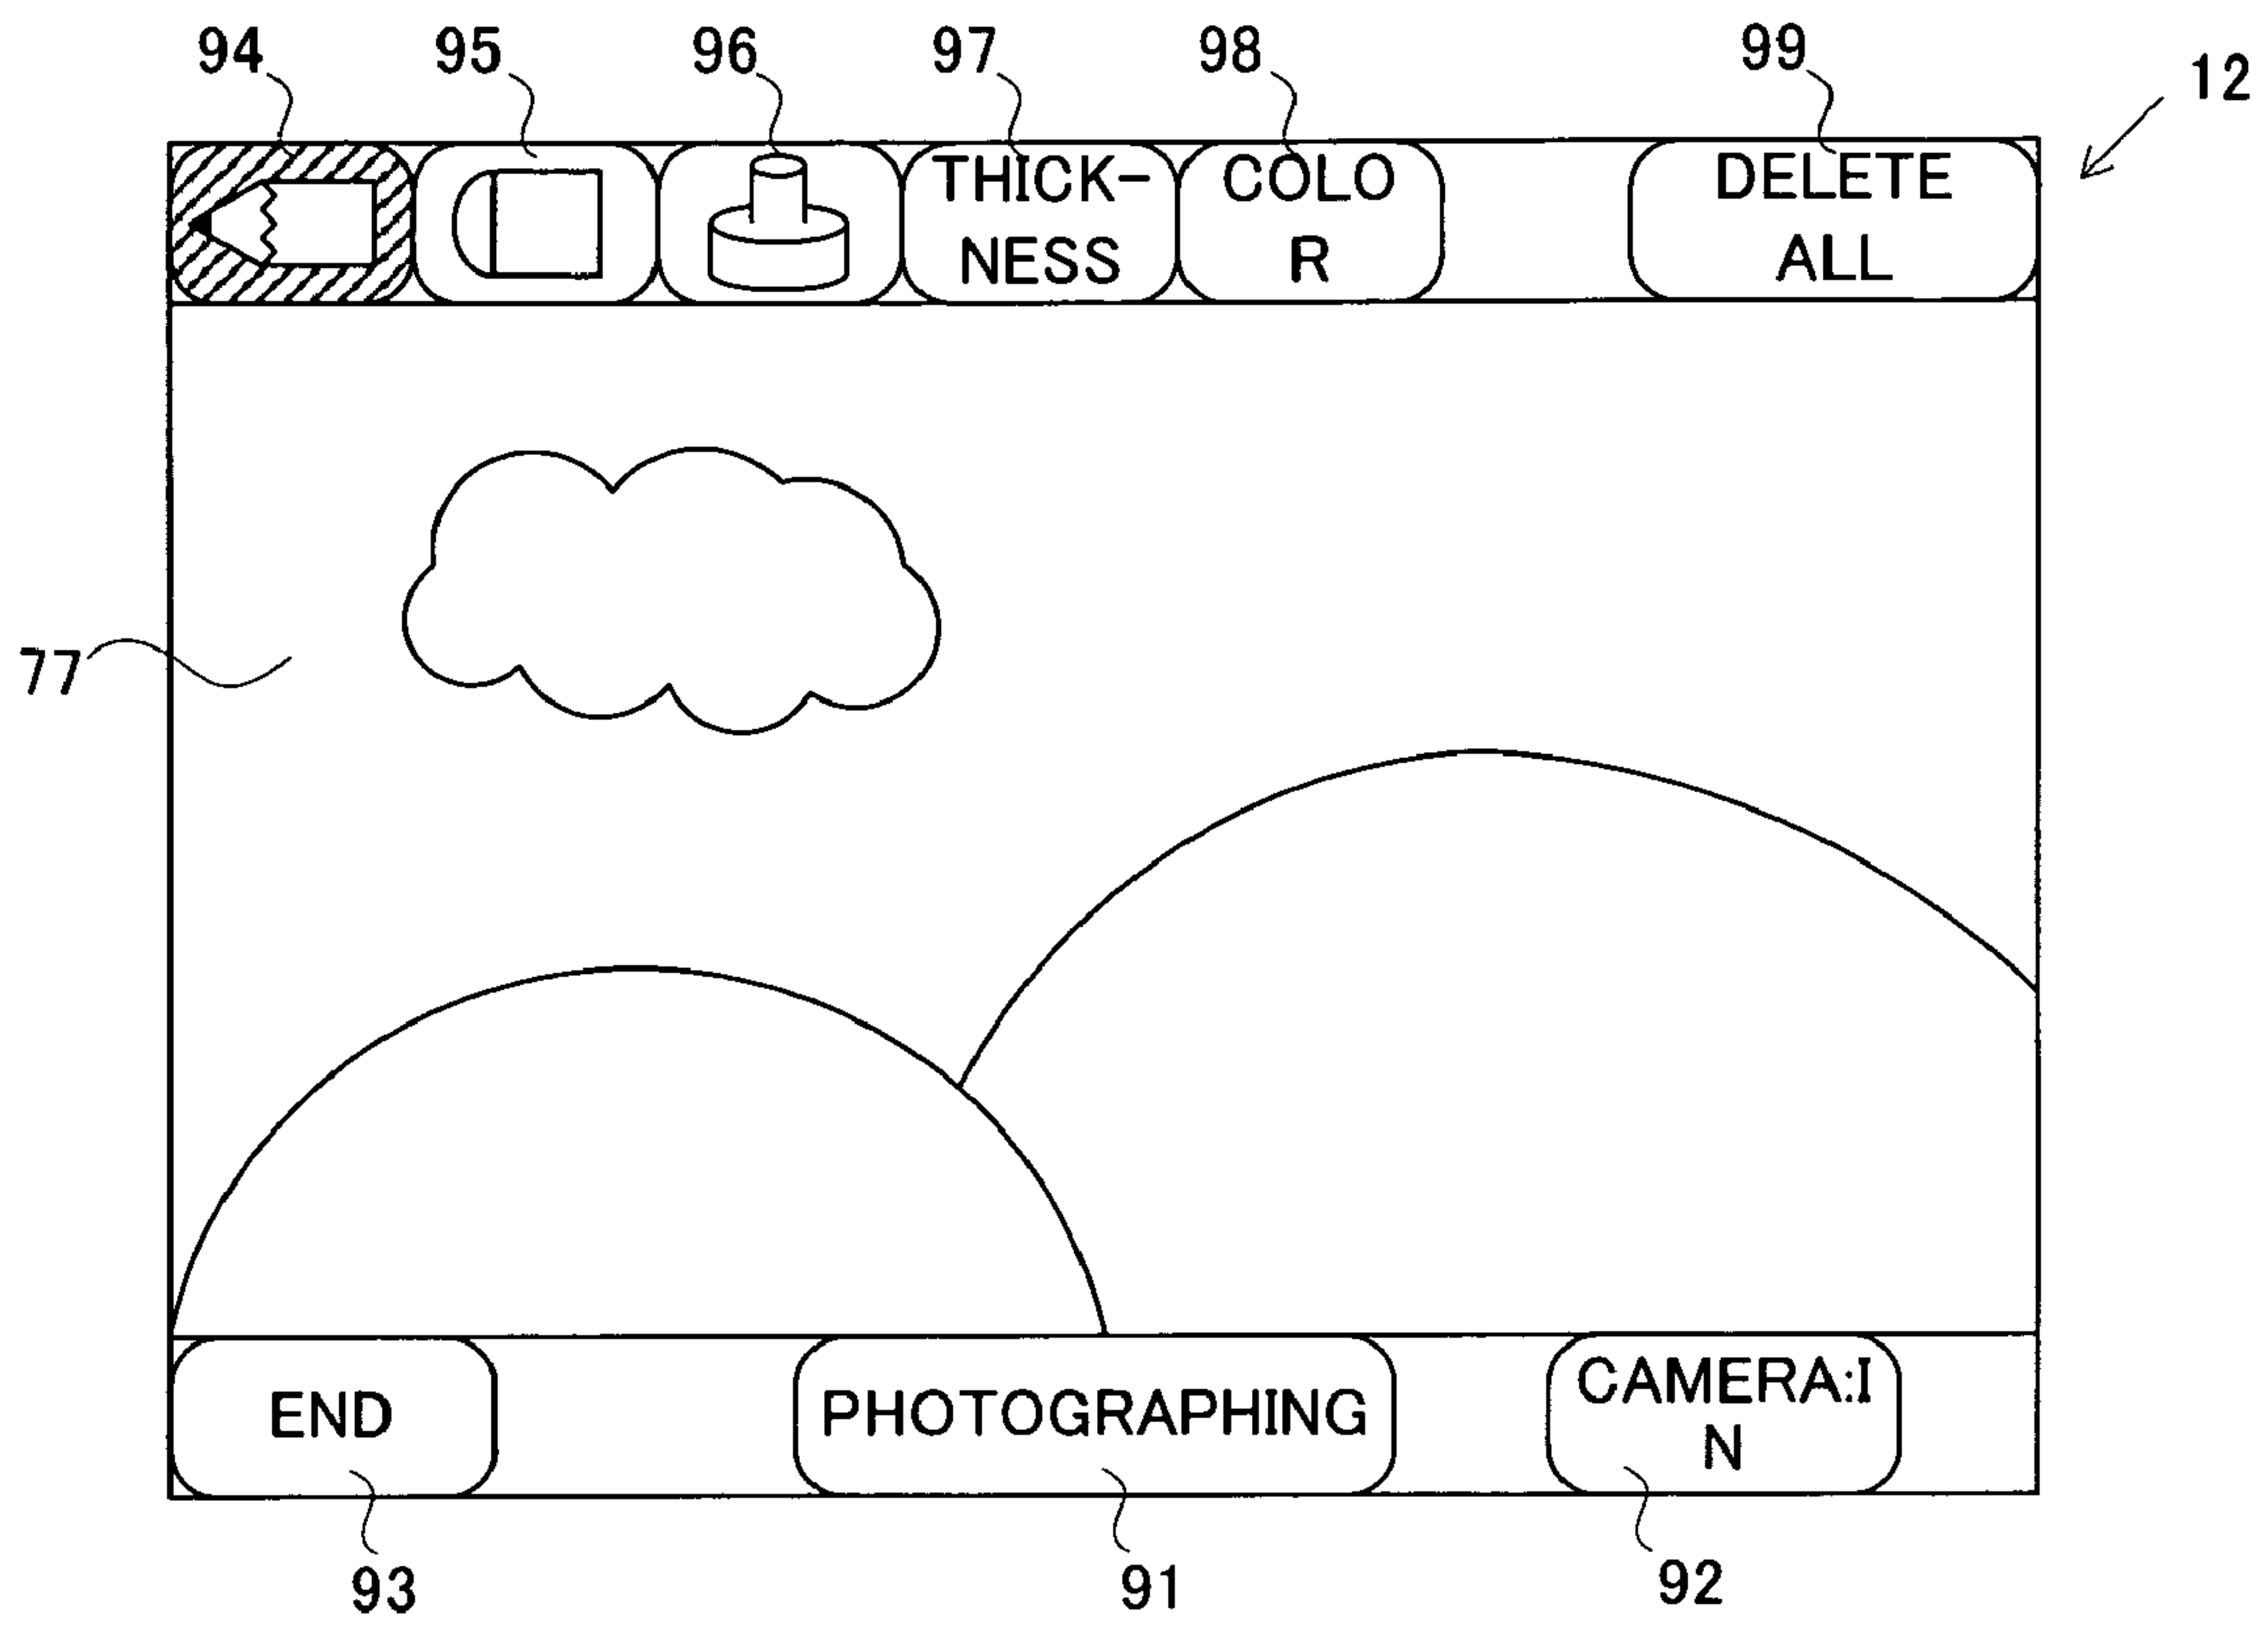 94 95 96 97 98 99 12
THICK-
NESS
COLO
R
DELETE
ALL
77
END
PHOTOGRAPHING
CAMERA:I
N
93 91 92